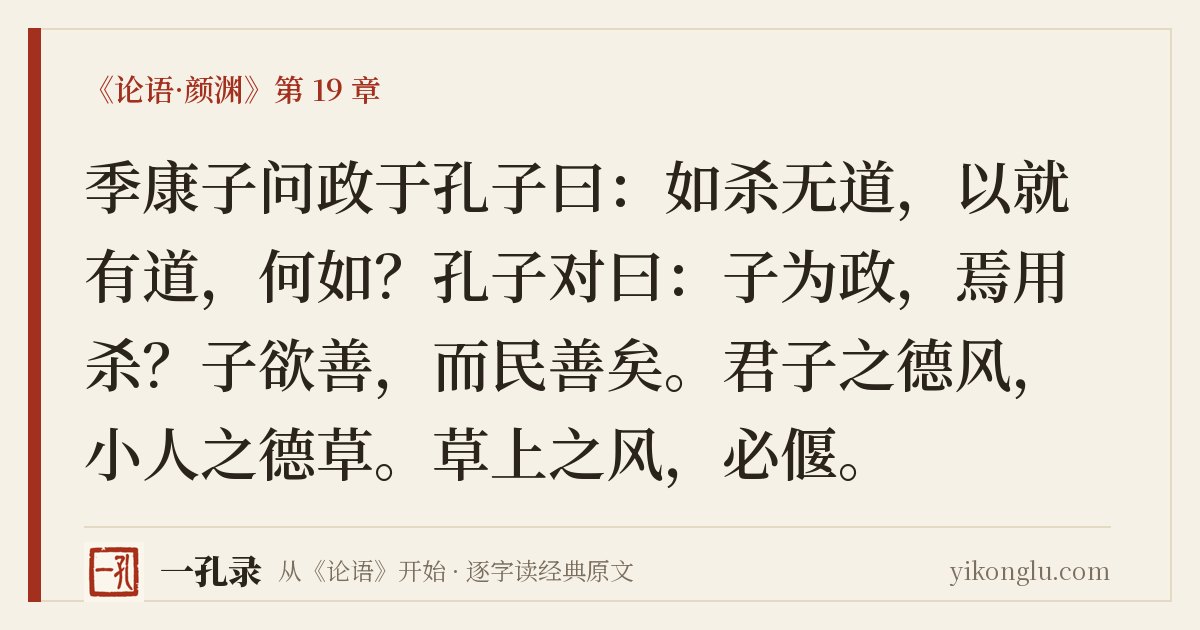 《论语·颜渊》第 19 章
季康子问政于孔子曰：如杀无道，以就
有道，何如？孔子对曰：子为政，焉用
杀？子欲善，而民善矣。君子之德风，
小人之德草。草上之风，必偃。
一孔 一孔录 从《论语》开始 · 逐字读经典原文 yikonglu.com